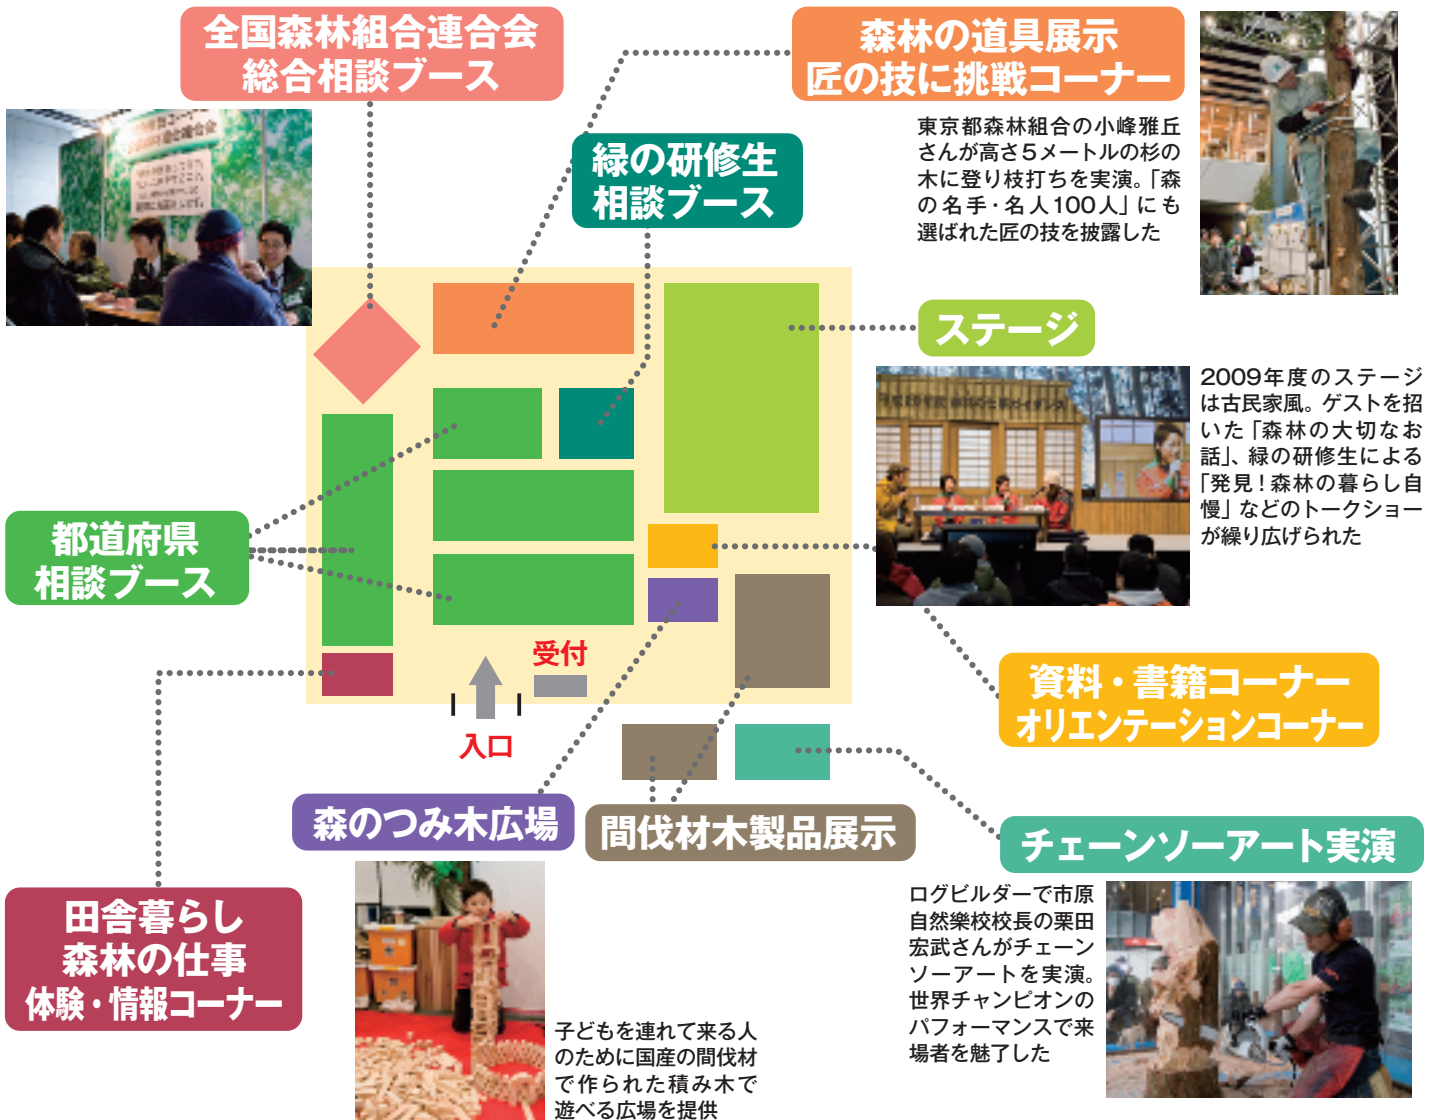 全国森林組合連合会
総合相談ブース
森林の道具展示
匠の技に挑戦コーナー
東京都森林組合の小峰雅丘
さんが高さ5メートルの杉の
木に登り枝打ちを実演。「森
の名手・名人100人」にも
選ばれた匠の技を披露した
緑の研修生
相談ブース
ステージ
2009年度のステージ
は古民家風。ゲストを招
いた「森林の大切なお
話」、緑の研修生による
「発見！森林の暮らし自
慢」などのトークショー
が繰り広げられた
都道府県
相談ブース
受付
入口
資料・書籍コーナー
オリエンテーションコーナー
森のつみ木広場
間伐材木製品展示
チェーンソーアート実演
田舎暮らし
森林の仕事
体験・情報コーナー
子どもを連れて来る人
のために国産の間伐材
で作られた積み木で
遊べる広場を提供
ログビルダーで市原
自然樂校校長の栗田
宏武さんがチェーン
ソーアートを実演。
世界チャンピオンの
パフォーマンスで来
場者を魅了した